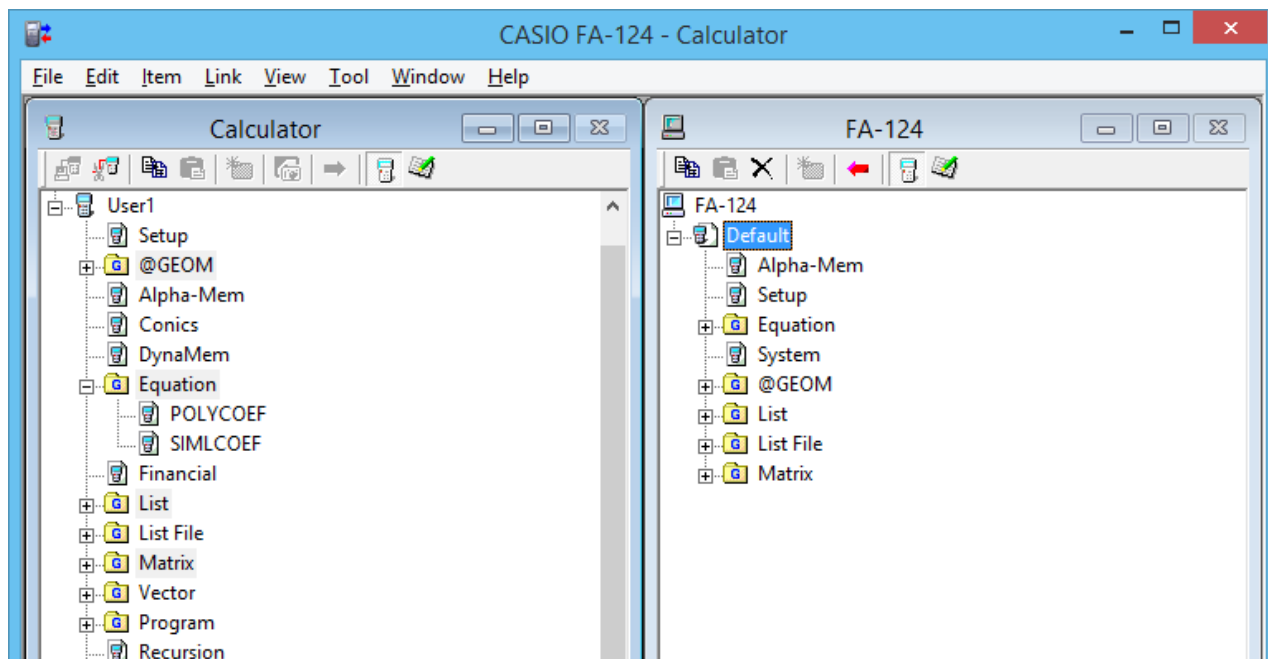 CASIO FA-124 - Calculator
File Edit Item Link View Tool Window Help
Calculator
User1
Setup
@GEOM
Alpha-Mem
Conics
DynaMem
Equation
POLYCOEF
SIMLCOEF
Financial
List
List File
Matrix
Vector
Program
Recursion
FA-124
FA-124
Default
Alpha-Mem
Setup
Equation
System
@GEOM
List
List File
Matrix